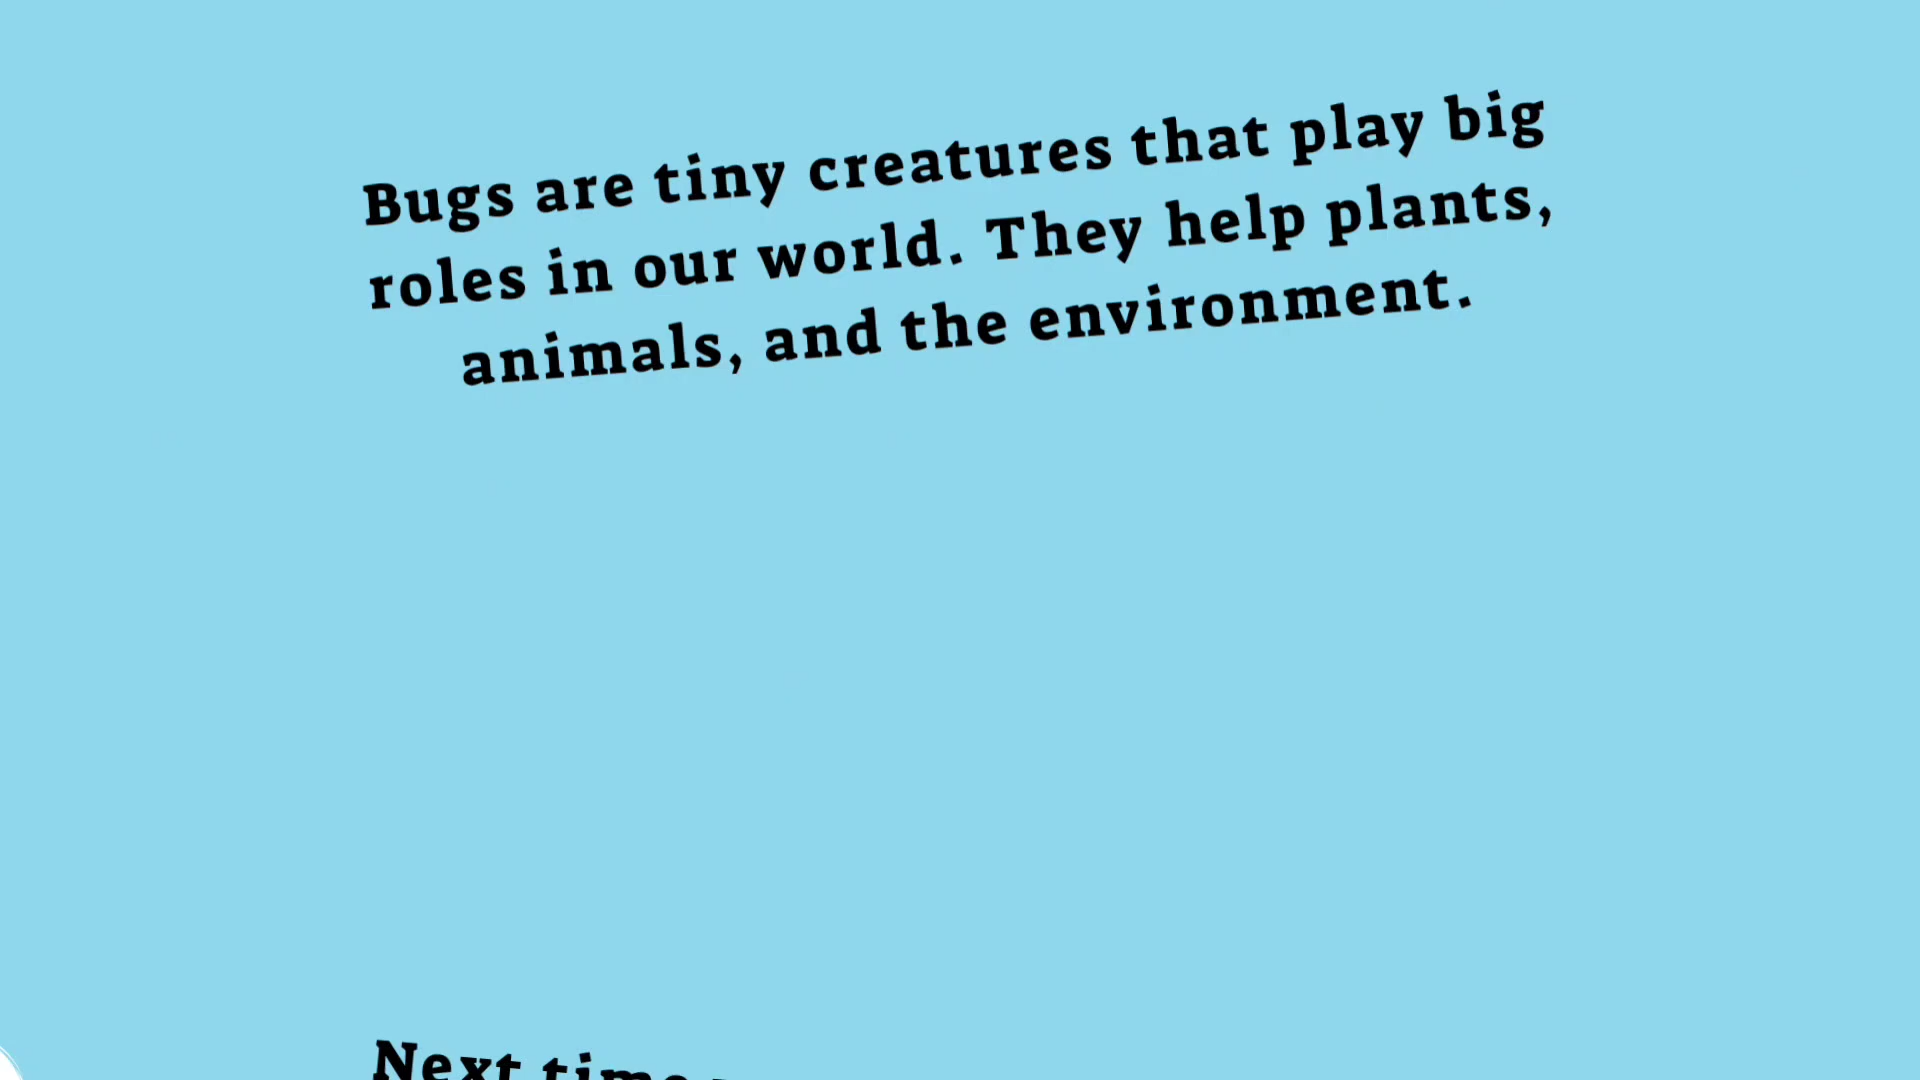 Bugs are tiny creatures that play big
roles in our world. They help plants,
animals, and the environment.
Next time